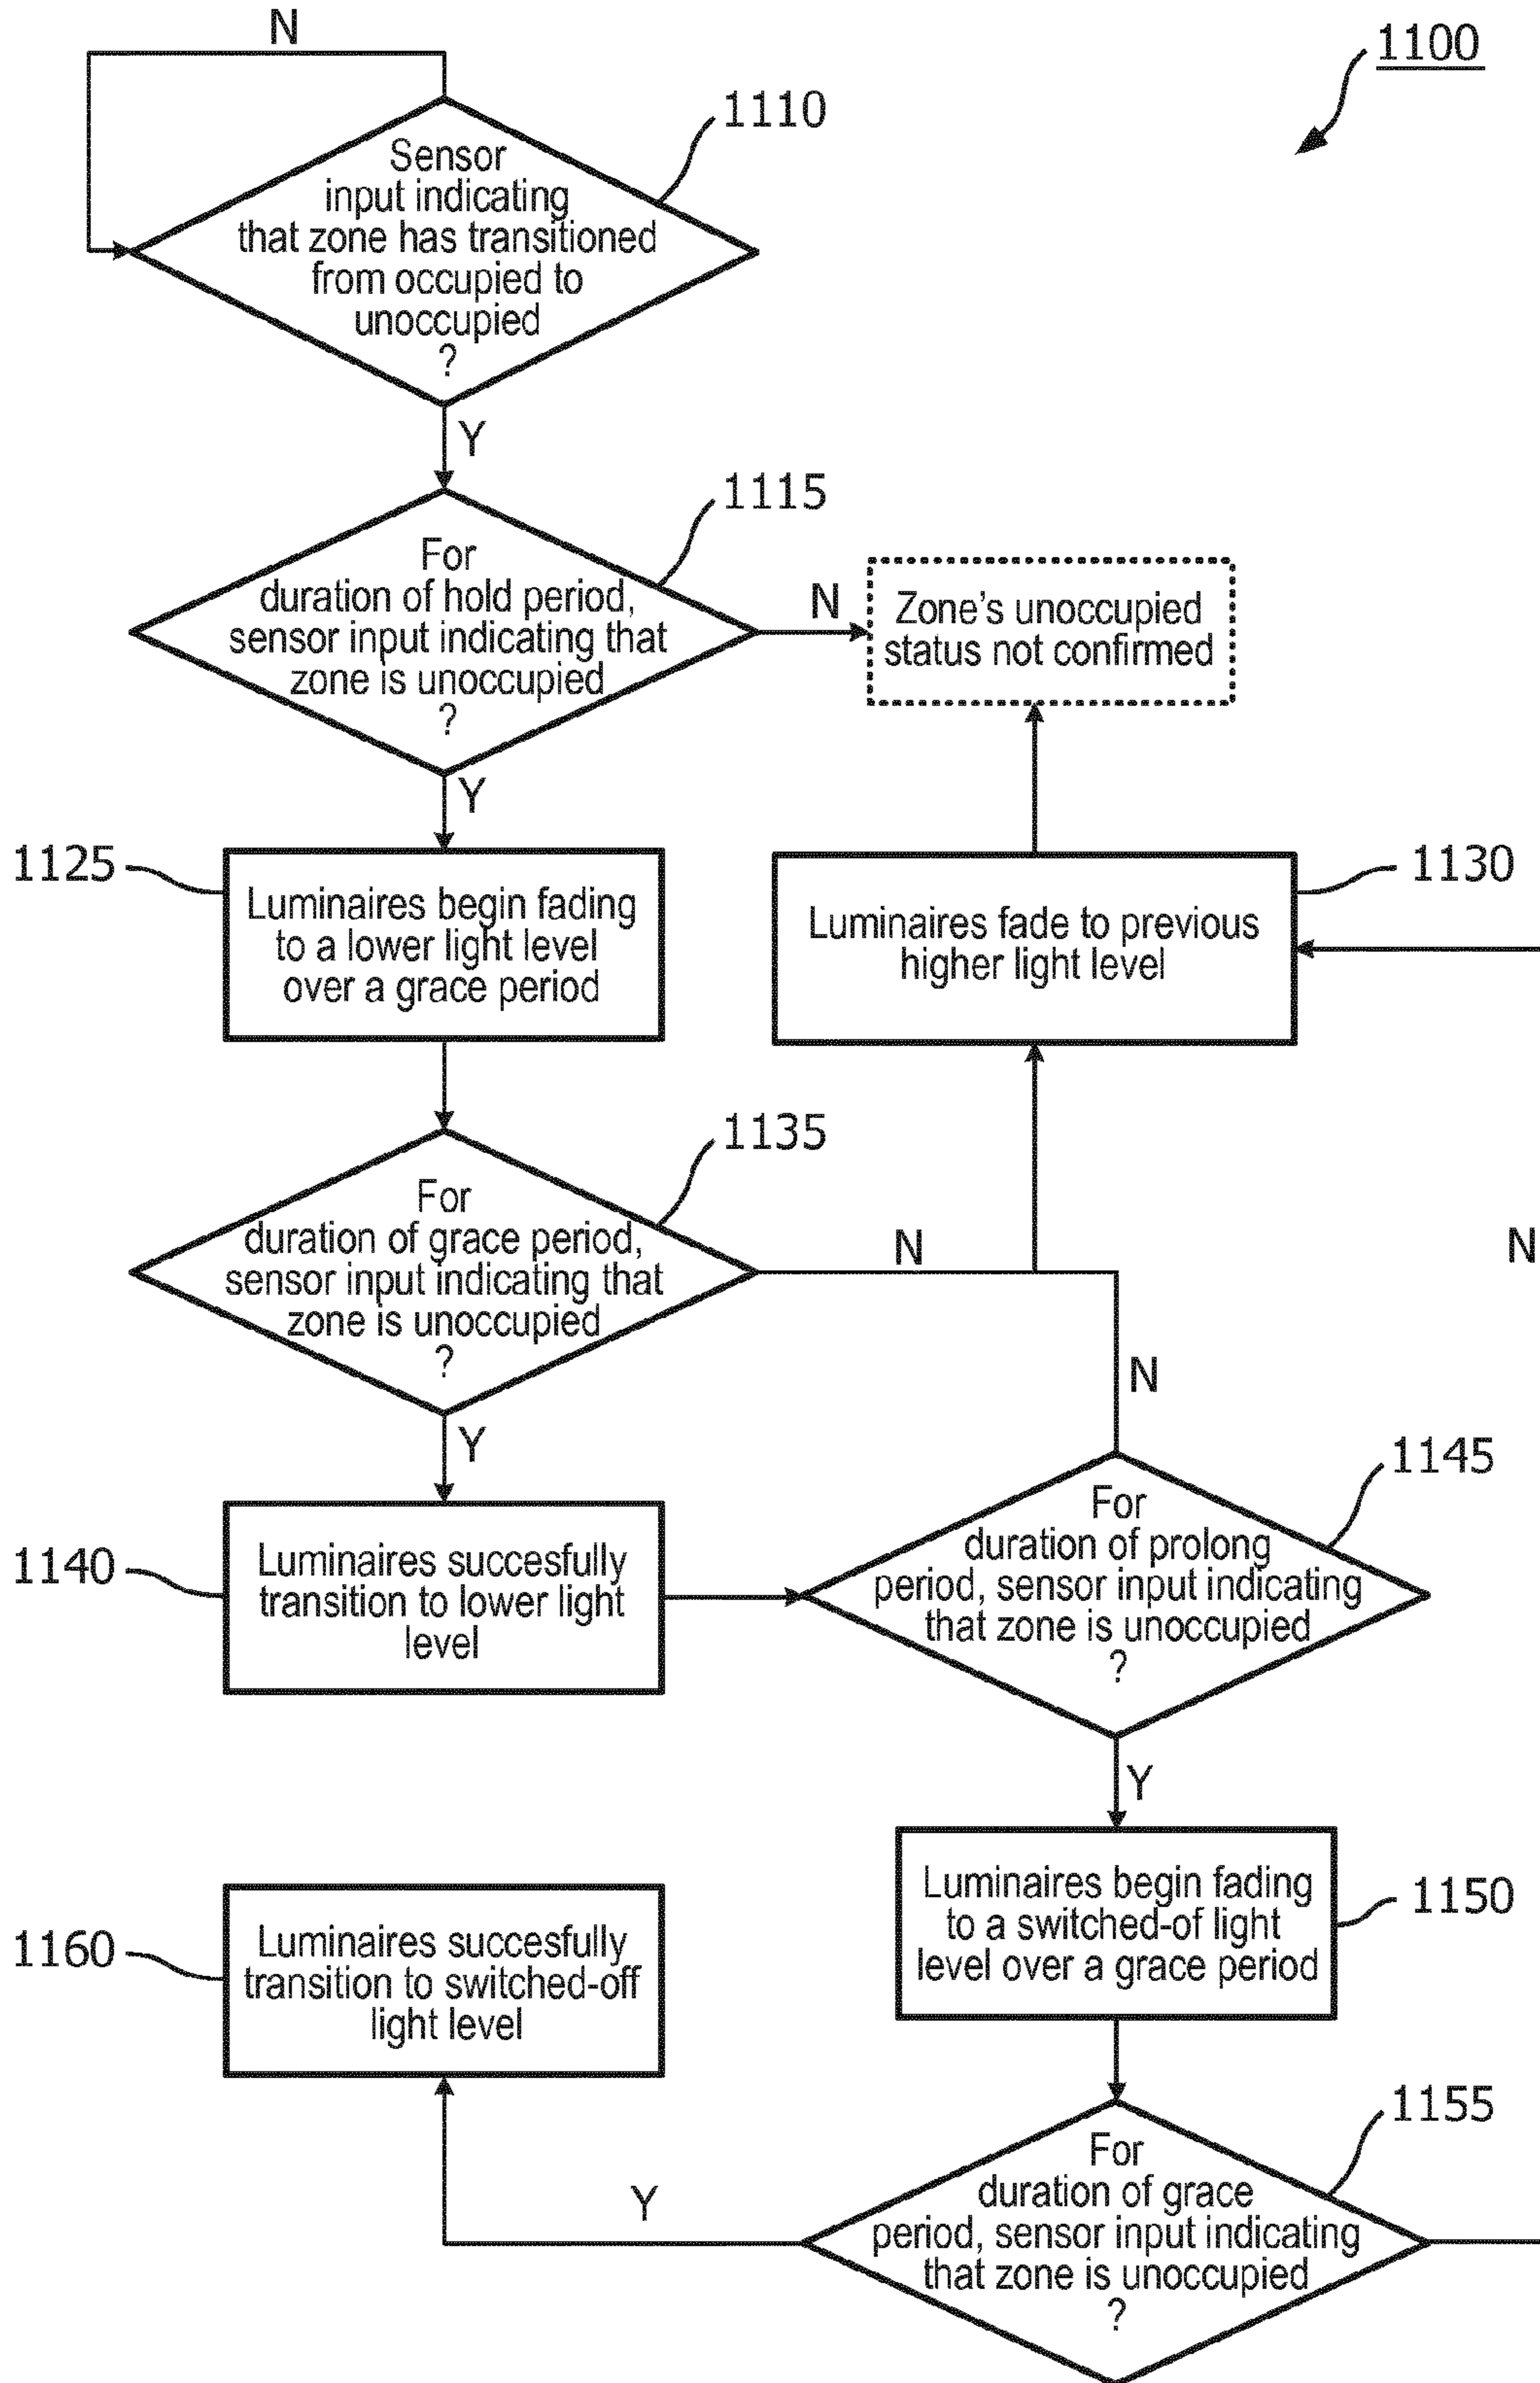 N
1100
1110
Sensor
input indicating
that zone has transitioned
from occupied to
unoccupied
?
Y
1115
For
duration of hold period,
sensor input indicating that
zone is unoccupied
?
N
Zone's unoccupied
status not confirmed
Y
1125
Luminaires begin fading
to a lower light level
over a grace period
1130
Luminaires fade to previous
higher light level
1135
For
duration of grace period,
sensor input indicating that
zone is unoccupied
?
N
N
N
Y
1145
For
duration of prolong
period, sensor input indicating
that zone is unoccupied
?
1140
Luminaires succesfully
transition to lower light
level
Y
1150
Luminaires begin fading
to a switched-of light
level over a grace period
1160
Luminaires succesfully
transition to switched-off
light level
1155
For
duration of grace
period, sensor input indicating
that zone is unoccupied
?
Y